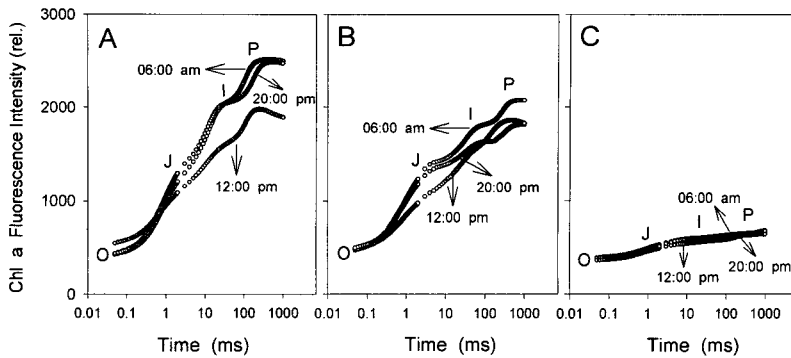 Chl a Fluorescence Intensity (rel.)
3000
2000
1000
0
A
P
06:00 am
I
20:00 pm
J
12:00 pm
O
0.01 0.1 1 10 100 1000
Time (ms)
B
P
I
06:00 am
J
20:00 pm
12:00 pm
O
0.01 0.1 1 10 100 1000
Time (ms)
C
06:00 am
J I P
O
12:00 pm
20:00 pm
0.01 0.1 1 10 100 1000
Time (ms)